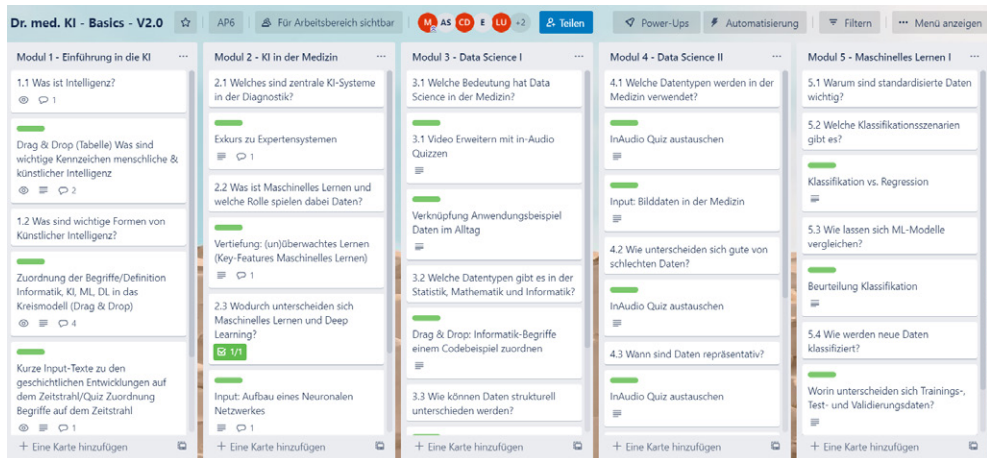 Dr. med. KI - Basics - V2.0
AP6
Für Arbeitsbereich sichtbar
M
AS
CD
E
LU
+2
Teilen
Power-Ups
Automatisierung
Filtern
Menü anzeigen
Modul 1 - Einführung in die KI
1.1 Was ist Intelligenz?
1
Drag & Drop (Tabelle) Was sind
wichtige Kennzeichen menschliche &
künstlicher Intelligenz
2
1.2 Was sind wichtige Formen von
Künstlicher Intelligenz?
Zuordnung der Begriffe/Definition
Informatik, KI, ML, DL in das
Kreismodell (Drag & Drop)
4
Kurze Input-Texte zu den
geschichtlichen Entwicklungen auf
dem Zeitstrahl/Quiz Zuordnung
Begriffe auf dem Zeitstrahl
1
+ Eine Karte hinzufügen
Modul 2 - KI in der Medizin
2.1 Welches sind zentrale KI-Systeme
in der Diagnostik?
Exkurs zu Expertensystemen
1
2.2 Was ist Maschinelles Lernen und
welche Rolle spielen dabei Daten?
Vertiefung: (un)überwachtes Lernen
(Key-Features Maschinelles Lernen)
1
2.3 Wodurch unterscheiden sich
Maschinelles Lernen und Deep
Learning?
1/1
Input: Aufbau eines Neuronalen
Netzwerkes
1
+ Eine Karte hinzufügen
Modul 3 - Data Science I
3.1 Welche Bedeutung hat Data
Science in der Medizin?
3.1 Video Erweitern mit in-Audio
Quizzen
Verknüpfung Anwendungsbeispiel
Daten im Alltag
3.2 Welche Datentypen gibt es in der
Statistik, Mathematik und Informatik?
Drag & Drop: Informatik-Begriffe
einem Codebeispiel zuordnen
3.3 Wie können Daten strukturell
unterschieden werden?
+ Eine Karte hinzufügen
Modul 4 - Data Science II
4.1 Welche Datentypen werden in der
Medizin verwendet?
InAudio Quiz austauschen
Input: Bilddaten in der Medizin
4.2 Wie unterscheiden sich gute von
schlechten Daten?
InAudio Quiz austauschen
4.3 Wann sind Daten repräsentativ?
InAudio Quiz austauschen
+ Eine Karte hinzufügen
Modul 5 - Maschinelles Lernen I
5.1 Warum sind standardisierte Daten
wichtig?
5.2 Welche Klassifikationsszenarien
gibt es?
Klassifikation vs. Regression
5.3 Wie lassen sich ML-Modelle
vergleichen?
Beurteilung Klassifikation
5.4 Wie werden neue Daten
klassifiziert?
Worin unterscheiden sich Trainings-,
Test- und Validierungsdaten?
+ Eine Karte hinzufügen